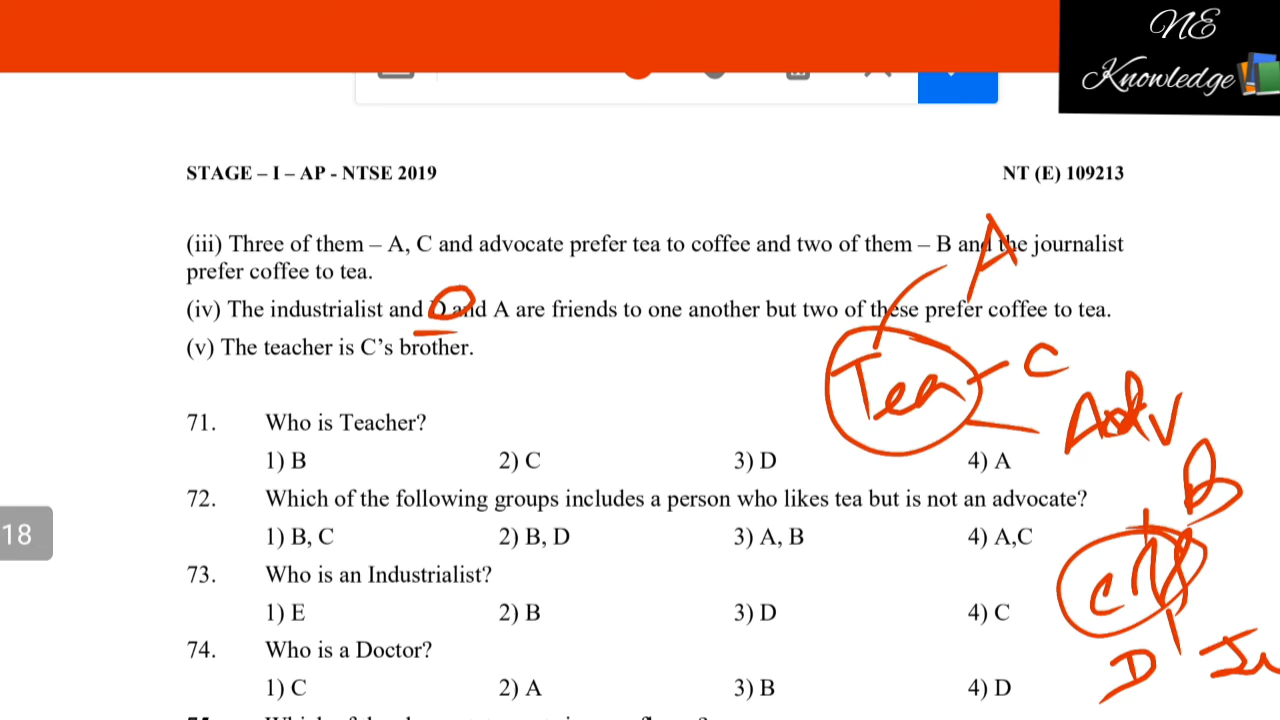 NE
Knowledge
STAGE – I – AP - NTSE 2019 NT (E) 109213
(iii) Three of them – A, C and advocate prefer tea to coffee and two of them – B and the journalist
prefer coffee to tea.
A
(iv) The industrialist and D and A are friends to one another but two of these prefer coffee to tea.
(v) The teacher is C's brother.
Tea C
Adv
71. Who is Teacher?
1) B 2) C 3) D 4) A
B
72. Which of the following groups includes a person who likes tea but is not an advocate?
18
1) B, C 2) B, D 3) A, B 4) A,C
73. Who is an Industrialist?
1) E 2) B 3) D 4) C
74. Who is a Doctor?
D
1) C 2) A 3) B 4) D